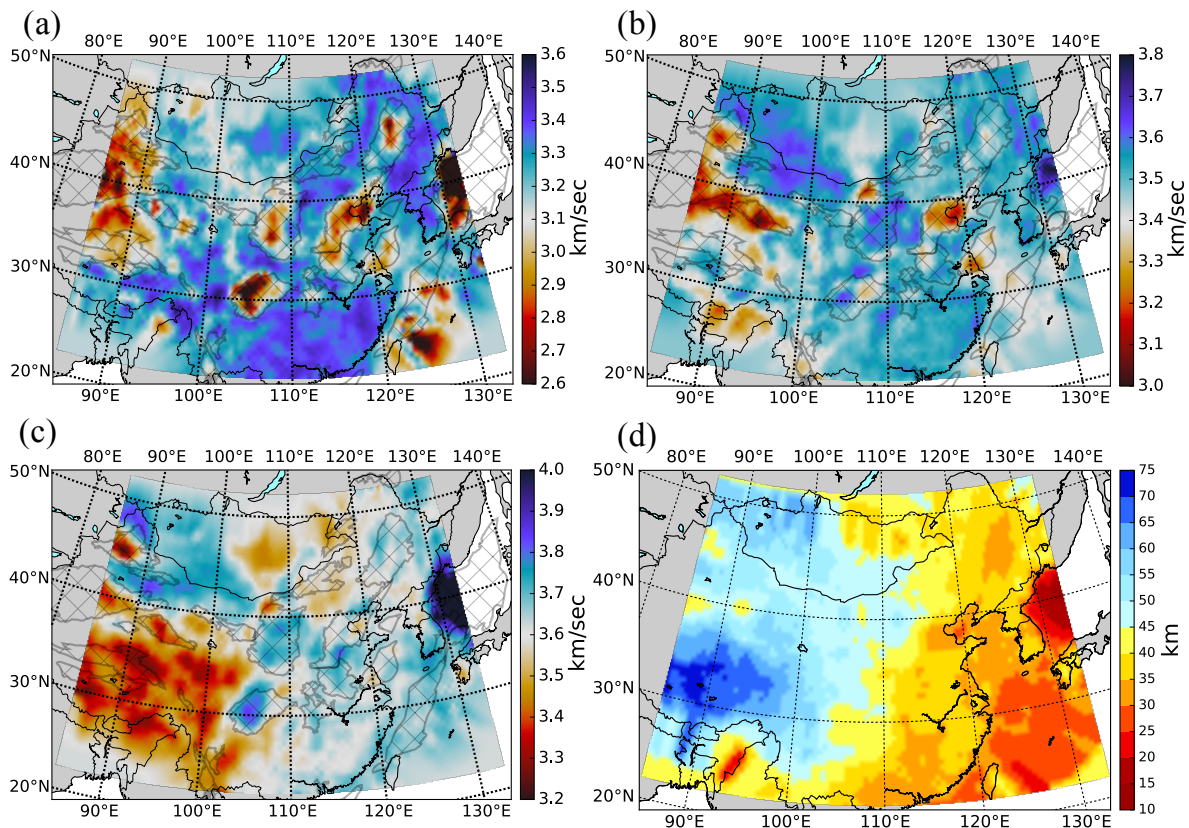 (a) (b)
80°E 90°E 100°E 110°E 120°E 130°E 140°E
50°N 40°N 30°N 20°N
90°E 100°E 110°E 120°E 130°E
3.6 3.5 3.4 3.3 3.2 3.1 3.0 2.9 2.8 2.7 2.6
km/sec
80°E 90°E 100°E 110°E 120°E 130°E 140°E
50°N 40°N 30°N 20°N
90°E 100°E 110°E 120°E 130°E
3.8 3.7 3.6 3.5 3.4 3.3 3.2 3.1 3.0
km/sec
(c) (d)
80°E 90°E 100°E 110°E 120°E 130°E 140°E
50°N 40°N 30°N 20°N
90°E 100°E 110°E 120°E 130°E
4.0 3.9 3.8 3.7 3.6 3.5 3.4 3.3 3.2
km/sec
80°E 90°E 100°E 110°E 120°E 130°E 140°E
50°N 40°N 30°N 20°N
90°E 100°E 110°E 120°E 130°E
75 70 65 60 55 50 45 40 35 30 25 20 15 10
km